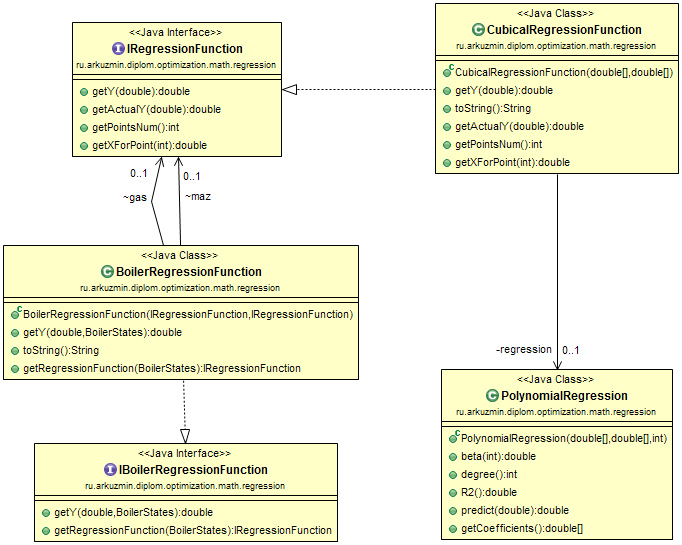 <<Java Interface>>
IRegressionFunction
ru.arkuzmin.diplom.optimization.math.regression
getY(double):double
getActualY(double):double
getPointsNum():int
getXForPoint(int):double
<<Java Class>>
CubicalRegressionFunction
ru.arkuzmin.diplom.optimization.math.regression
CubicalRegressionFunction(double[],double[])
getY(double):double
toString():String
getActualY(double):double
getPointsNum():int
getXForPoint(int):double
0..1
0..1
~gas
~maz
<<Java Class>>
BoilerRegressionFunction
ru.arkuzmin.diplom.optimization.math.regression
BoilerRegressionFunction(IRegressionFunction,IRegressionFunction)
getY(double,BoilerStates):double
toString():String
getRegressionFunction(BoilerStates):IRegressionFunction
-regression
0..1
<<Java Class>>
PolynomialRegression
ru.arkuzmin.diplom.optimization.math.regression
PolynomialRegression(double[],double[],int)
beta(int):double
degree():int
R2():double
predict(double):double
getCoefficients():double[]
<<Java Interface>>
IBoilerRegressionFunction
ru.arkuzmin.diplom.optimization.math.regression
getY(double,BoilerStates):double
getRegressionFunction(BoilerStates):IRegressionFunction